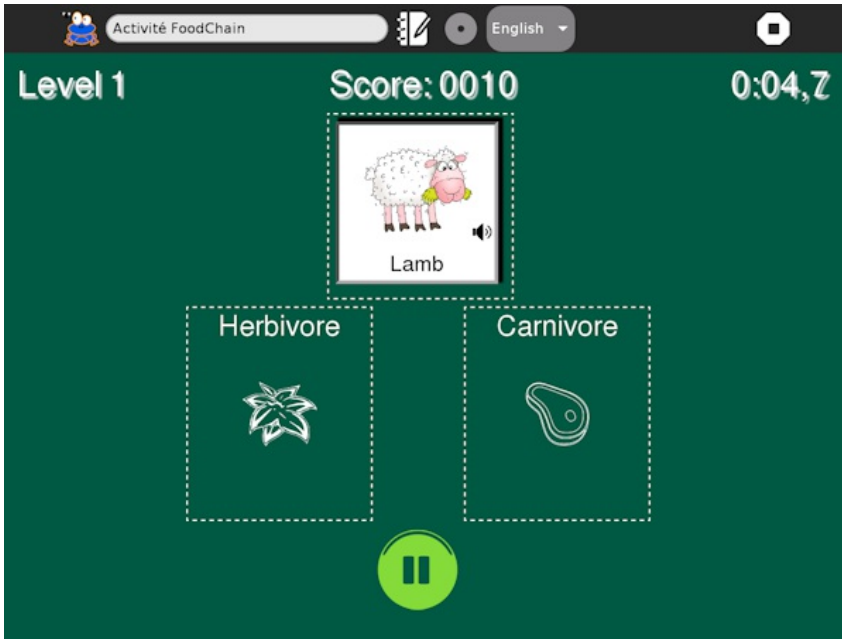 Activité FoodChain
English
Level 1
Score: 0010
0:04,7
Lamb
Herbivore
Carnivore